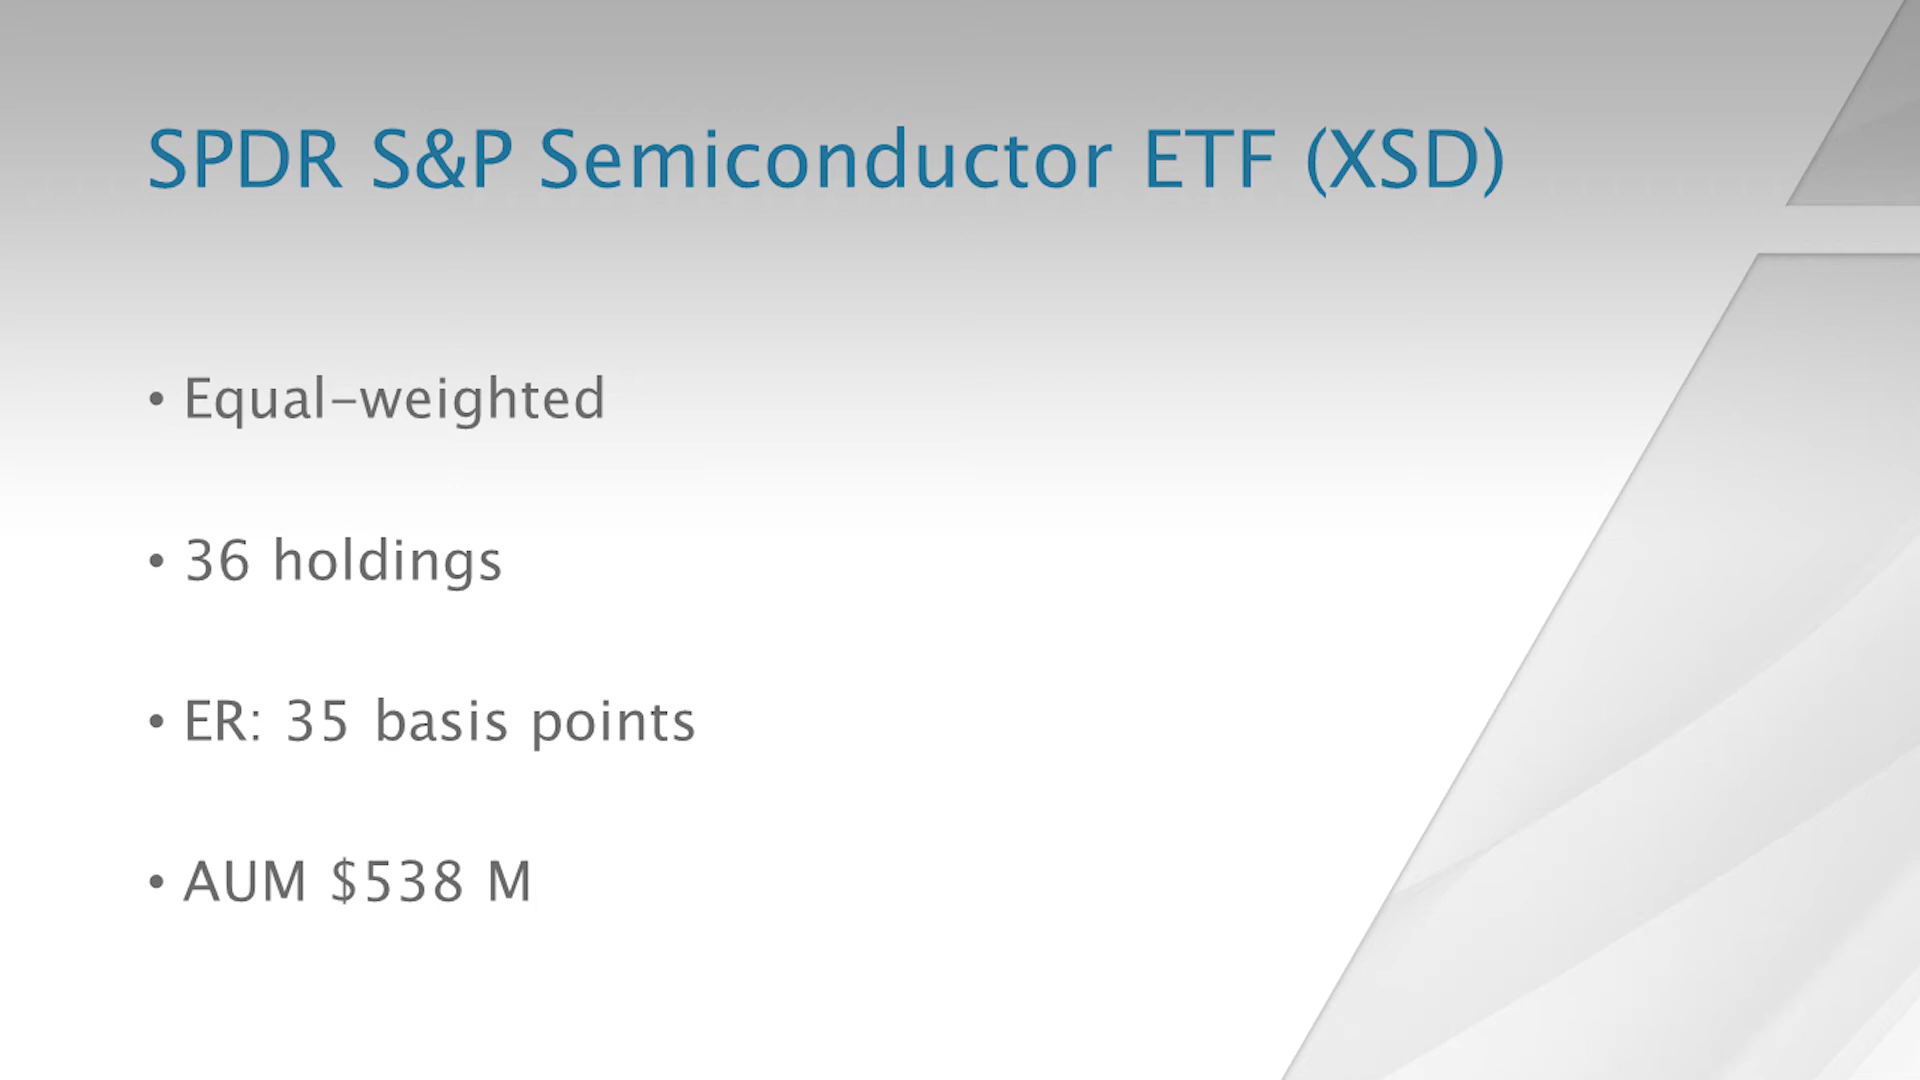 SPDR S&P Semiconductor ETF (XSD)
• Equal-weighted
• 36 holdings
• ER: 35 basis points
• AUM $538 M